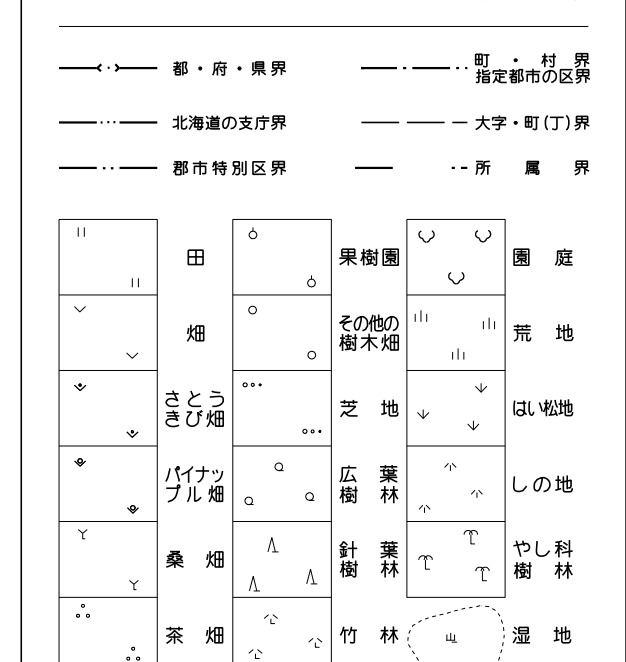 都・府・県界
町・村界
指定都市の区界
北海道の支庁界
大字・町(丁)界
郡市特別区界
所属界
田
果樹園
園庭
畑
その他の
樹木畑
荒地
さとう
きび畑
芝地
はい松地
パイナッ
プル畑
広葉
樹林
しの地
桑畑
針葉
樹林
やし科
樹林
茶畑
竹林
湿地